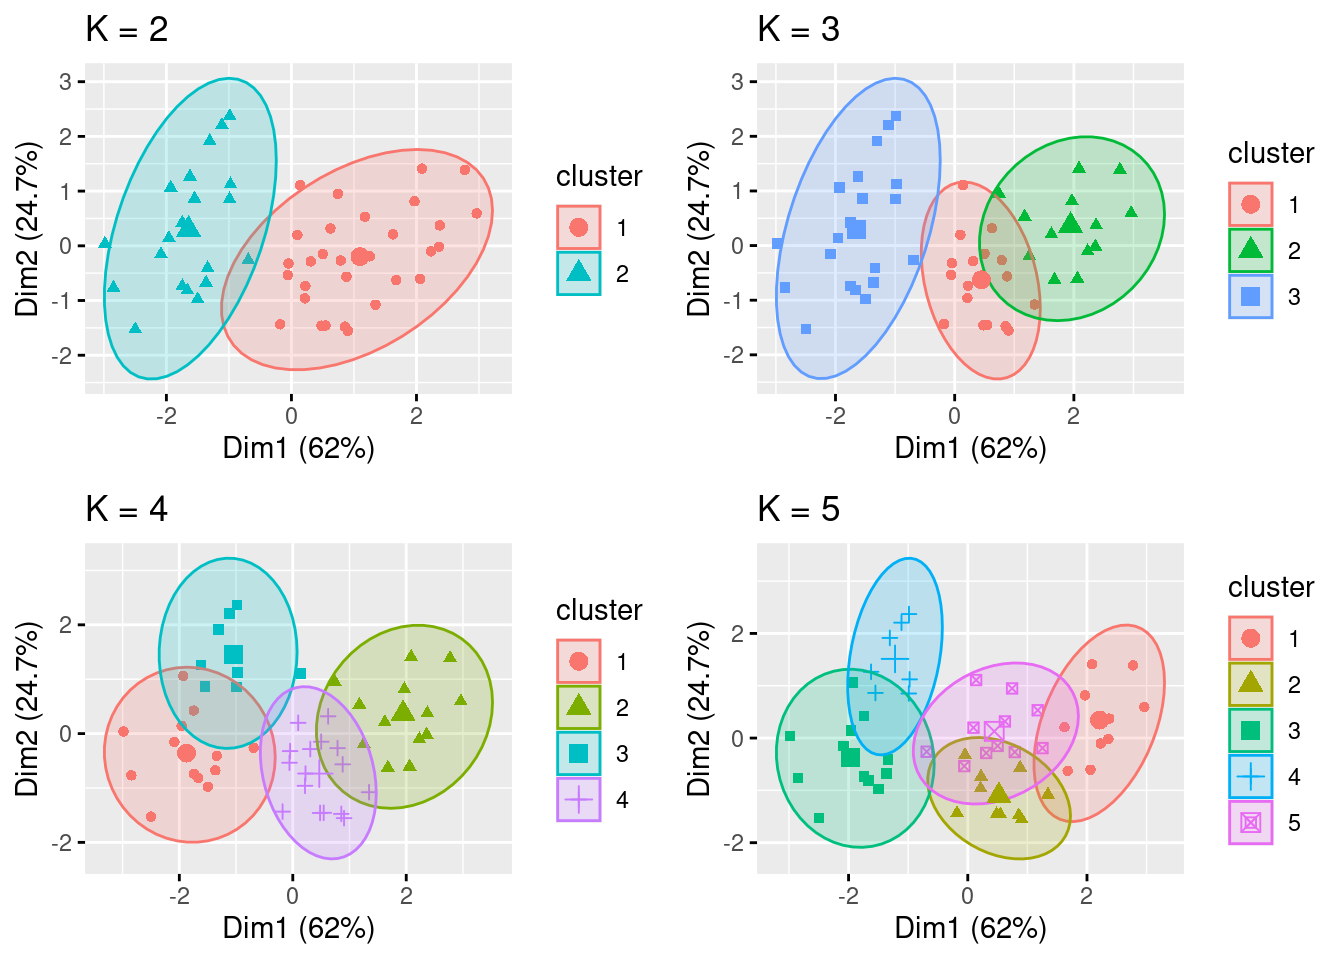 K = 2
3
2
1
0
-1
-2
-2 0 2
Dim1 (62%)
Dim2 (24.7%)
cluster
1
2
K = 3
3
2
1
0
-1
-2
-2 0 2
Dim1 (62%)
Dim2 (24.7%)
cluster
1
2
3
K = 4
2
0
-2
-2 0 2
Dim1 (62%)
Dim2 (24.7%)
cluster
1
2
3
4
K = 5
2
0
-2
-2 0 2
Dim1 (62%)
Dim2 (24.7%)
cluster
1
2
3
4
5